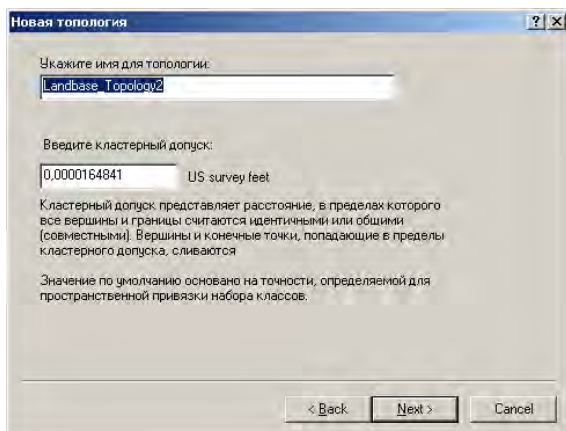 Новая топология
Укажите имя для топологии:
Landbase_Topology2
Введите кластерный допуск:
0,0000164841 US survey feet
Кластерный допуск представляет расстояние, в пределах которого
все вершины и границы считаются идентичными или общими
(совместными). Вершины и конечные точки, попадающие в пределы
кластерного допуска, сливаются
Значение по умолчанию основано на точности, определяемой для
пространственной привязки набора классов.
< Back Next > Cancel